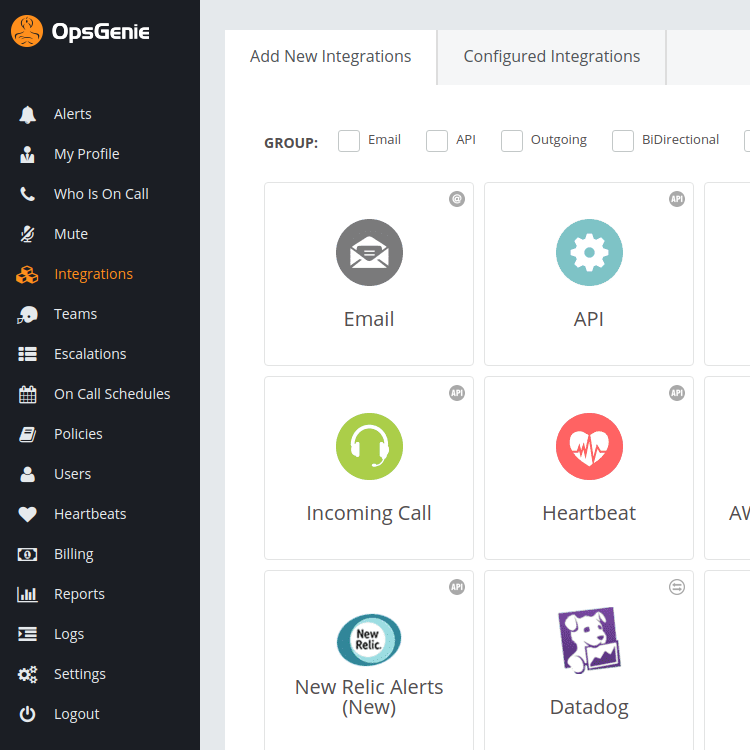 OpsGenie
Alerts
My Profile
Who Is On Call
Mute
Integrations
Teams
Escalations
On Call Schedules
Policies
Users
Heartbeats
Billing
Reports
Logs
Settings
Logout
Add New Integrations
Configured Integrations
GROUP:
Email
API
Outgoing
BiDirectional
@
Email
API
API
API
Incoming Call
API
Heartbeat
AW
API
New
Relic.
New Relic Alerts
(New)
Datadog